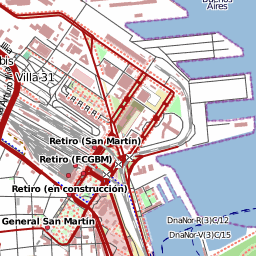 Aires
Villa 31
Retiro (San Martín)
Retiro (FCGBM)
Retiro (en construcción)
General San Martín
DnaNor-R(3)C/12
DnaNor-V(3)C/15